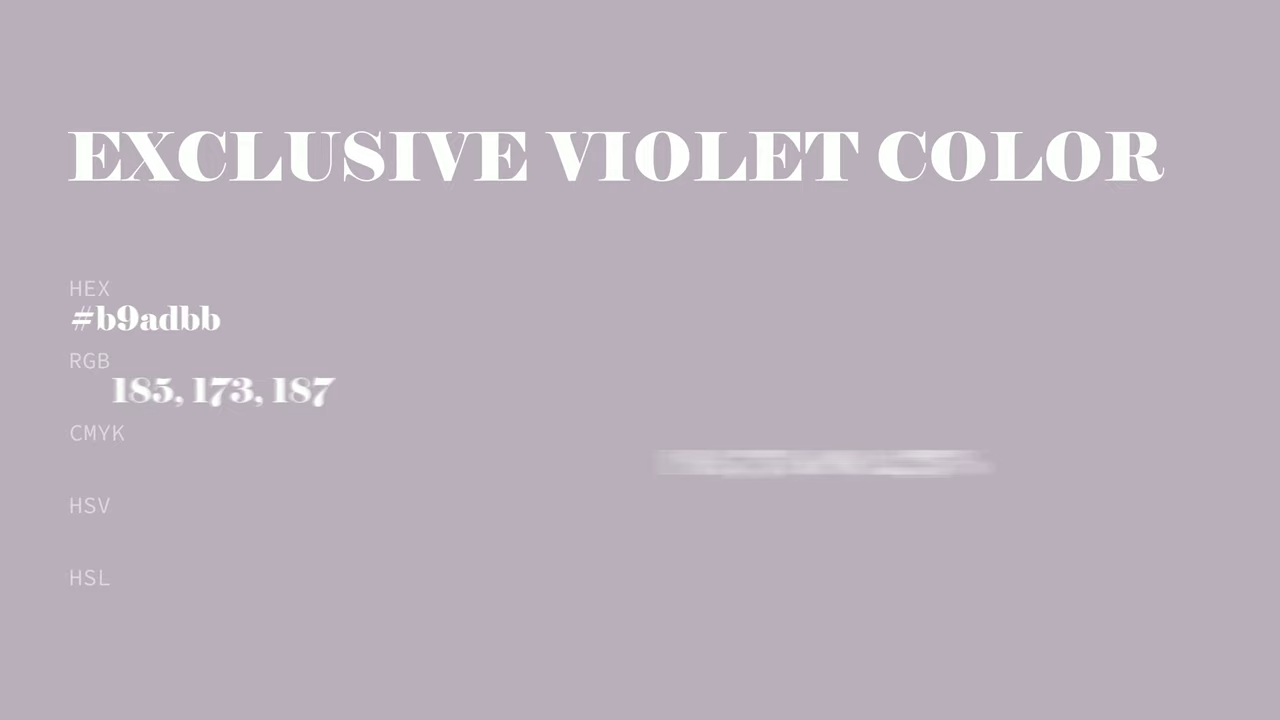 EXCLUSIVE VIOLET COLOR
HEX
#b9adbb
RGB
185, 173, 187
CMYK
HSV
HSL